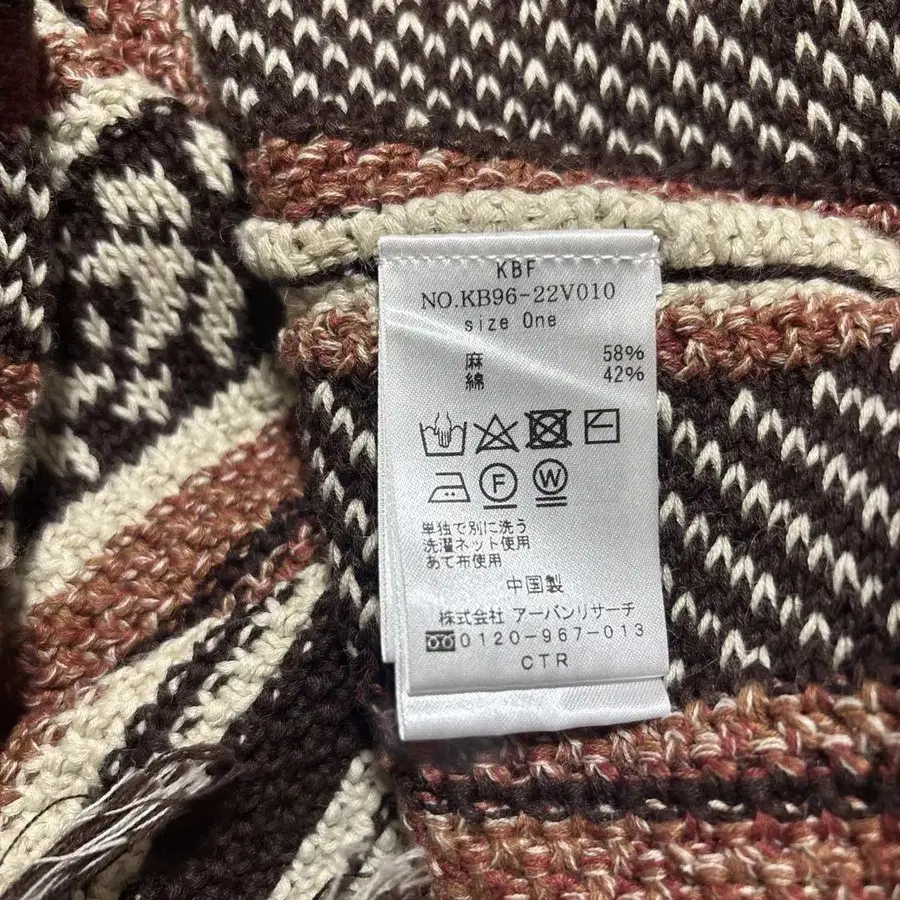 KBF
NO.KB96-22V010
size One
麻 58%
綿 42%
F W
単独で別に洗う
洗濯ネット使用
あて布使用
中国製
株式会社 アーバンリサーチ
0120-967-013
CTR